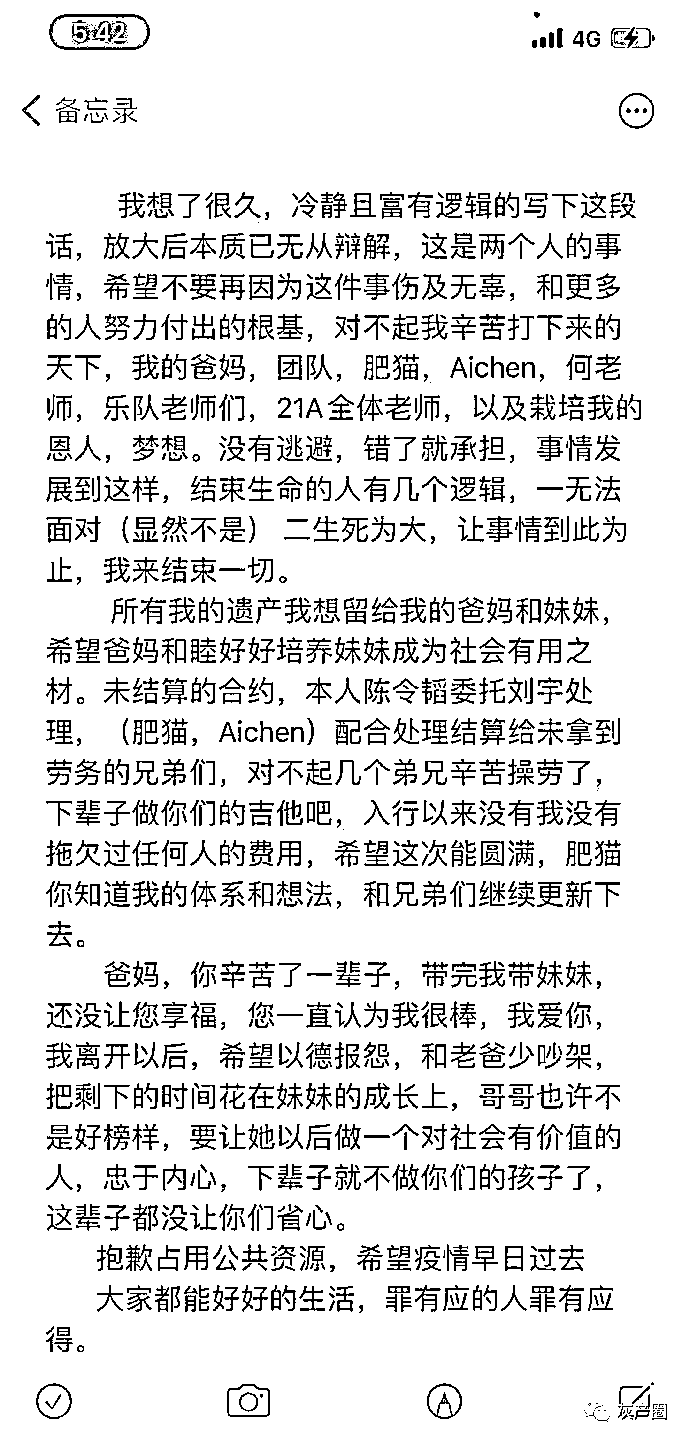 5:42
4G
备忘录
我想了很久，冷静且富有逻辑的写下这段
话，放大后本质已无从辩解，这是两个人的事
情，希望不要再因为这件事伤及无辜，和更多
的人努力付出的根基，对不起我辛苦打下来的
天下，我的爸妈，团队，肥猫，Aichen，何老
师，乐队老师们，21A全体老师，以及栽培我的
恩人，梦想。没有逃避，错了就承担，事情发
展到这样，结束生命的人有几个逻辑，一无法
面对（显然不是） 二生死为大，让事情到此为
止，我来结束一切。
所有我的遗产我想留给我的爸妈和妹妹，
希望爸妈和睦好好培养妹妹成为社会有用之
材。未结算的合约，本人陈令韬委托刘宇处
理，（肥猫，Aichen）配合处理结算给未拿到
劳务的兄弟们，对不起几个弟兄辛苦操劳了，
下辈子做你们的吉他吧，入行以来没有我没有
拖欠过任何人的费用，希望这次能圆满，肥猫
你知道我的体系和想法，和兄弟们继续更新下
去。
爸妈，你辛苦了一辈子，带完我带妹妹，
还没让您享福，您一直认为我很棒，我爱你，
我离开以后，希望以德报怨，和老爸少吵架，
把剩下的时间花在妹妹的成长上，哥哥也许不
是好榜样，要让她以后做一个对社会有价值的
人，忠于内心，下辈子就不做你们的孩子了，
这辈子都没让你们省心。
抱歉占用公共资源，希望疫情早日过去
大家都能好好的生活，罪有应的人罪有应
得。
灰产圈